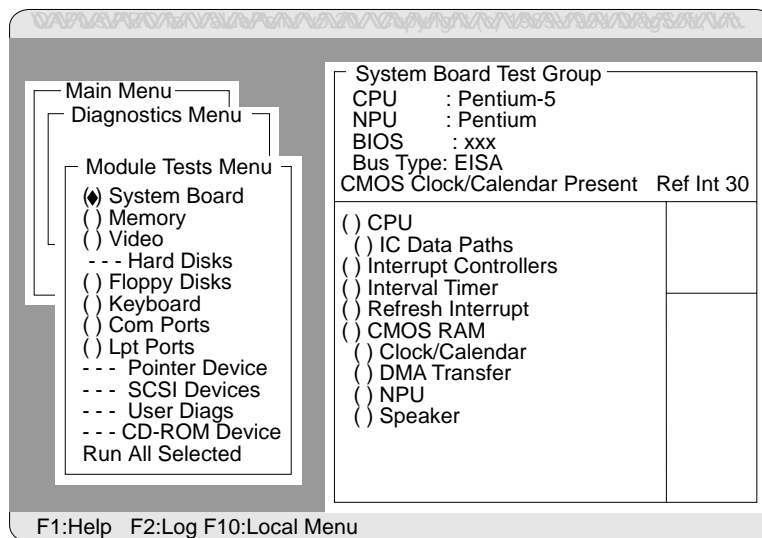 Main Menu
Diagnostics Menu
Module Tests Menu
(♦) System Board
( ) Memory
( ) Video
- - - Hard Disks
( ) Floppy Disks
( ) Keyboard
( ) Com Ports
( ) Lpt Ports
- - - Pointer Device
- - - SCSI Devices
- - - User Diags
- - - CD-ROM Device
Run All Selected
System Board Test Group
CPU : Pentium-5
NPU : Pentium
BIOS : xxx
Bus Type: EISA
CMOS Clock/Calendar Present Ref Int 30
( ) CPU
( ) IC Data Paths
( ) Interrupt Controllers
( ) Interval Timer
( ) Refresh Interrupt
( ) CMOS RAM
( ) Clock/Calendar
( ) DMA Transfer
( ) NPU
( ) Speaker
F1:Help F2:Log F10:Local Menu